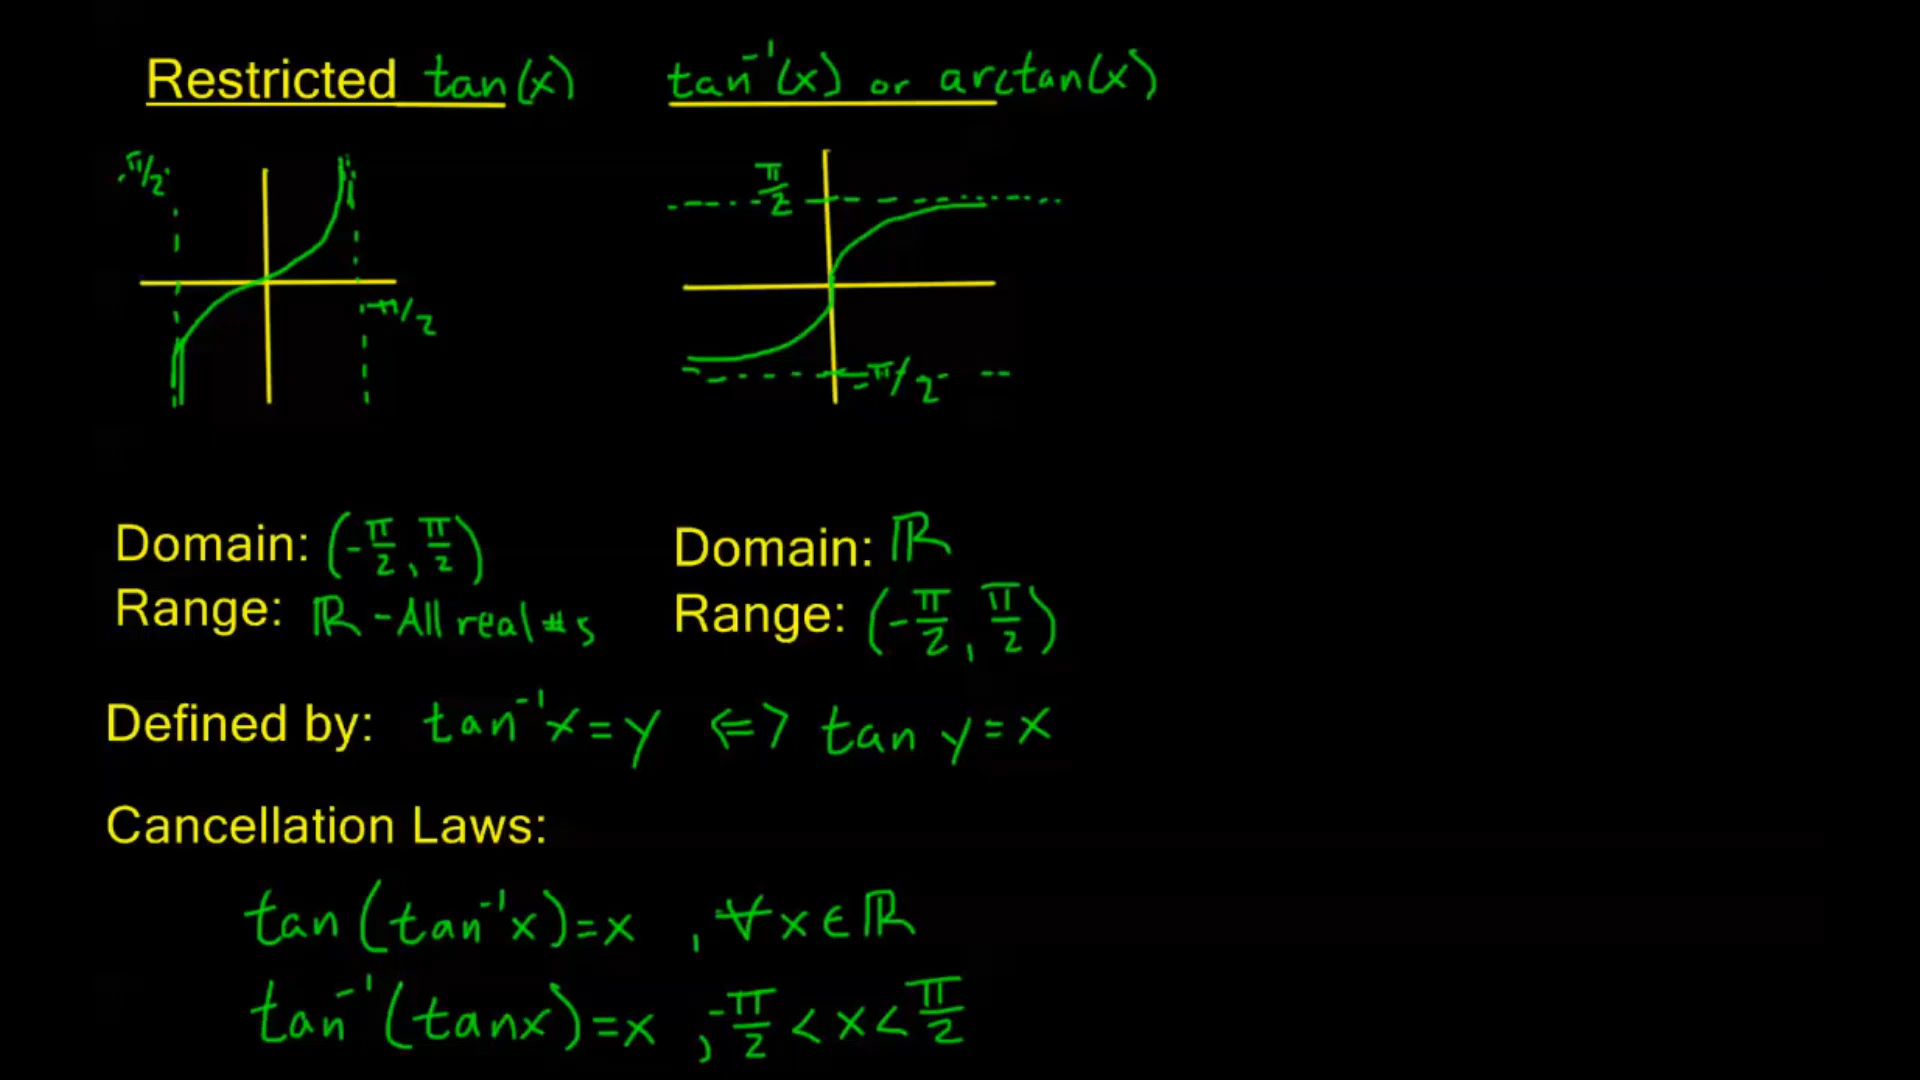 Restricted tan(x)
tan⁻¹(x) or arctan(x)
-π/2
π/2
π/2
-π/2
Domain: (-π/2, π/2)
Range: ℝ - All real #s
Domain: ℝ
Range: (-π/2, π/2)
Defined by: tan⁻¹x = y ⇔ tan y = x
Cancellation Laws:
tan(tan⁻¹x) = x , ∀x∈ℝ
tan⁻¹(tanx) = x , -π/2 < x < π/2